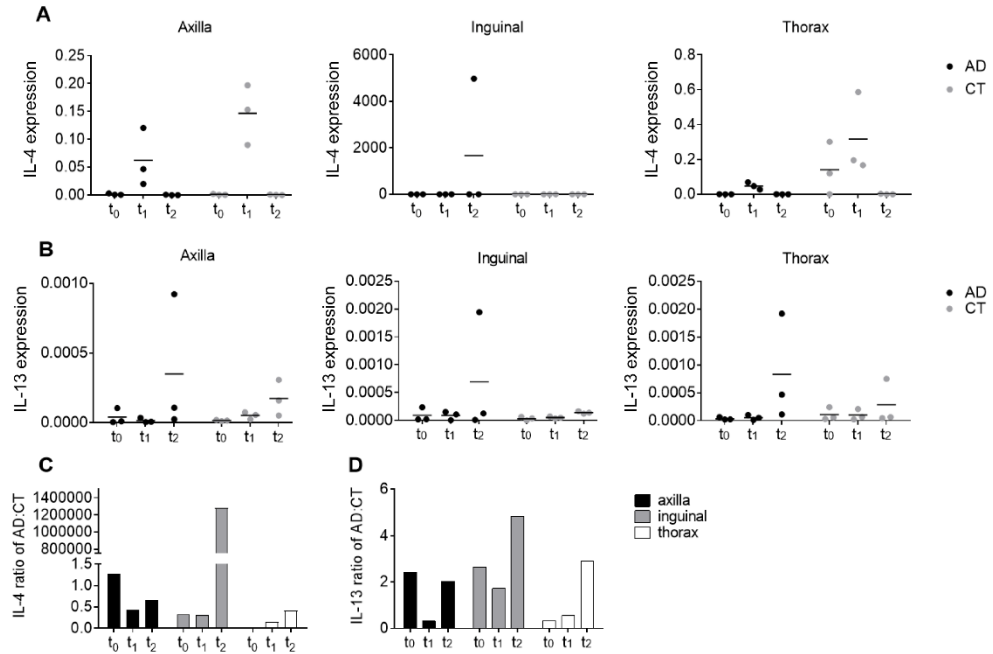 A
Axilla
Inguinal
Thorax
IL-4 expression
0.25
0.20
0.15
0.10
0.05
0.00
t0 t1 t2 t0 t1 t2
IL-4 expression
6000
4000
2000
0
t0 t1 t2 t0 t1 t2
IL-4 expression
0.8
0.6
0.4
0.2
0.0
t0 t1 t2 t0 t1 t2
AD
CT
B
Axilla
Inguinal
Thorax
IL-13 expression
0.0010
0.0005
0.0000
t0 t1 t2 t0 t1 t2
IL-13 expression
0.0025
0.0020
0.0015
0.0010
0.0005
0.0000
t0 t1 t2 t0 t1 t2
IL-13 expression
0.0025
0.0020
0.0015
0.0010
0.0005
0.0000
t0 t1 t2 t0 t1 t2
AD
CT
C
IL-4 ratio of AD:CT
1400000
1200000
1000000
800000
1.5
1.0
0.5
0.0
t0 t1 t2 t0 t1 t2 t0 t1 t2
D
IL-13 ratio of AD:CT
6
4
2
0
t0 t1 t2 t0 t1 t2 t0 t1 t2
axilla
inguinal
thorax